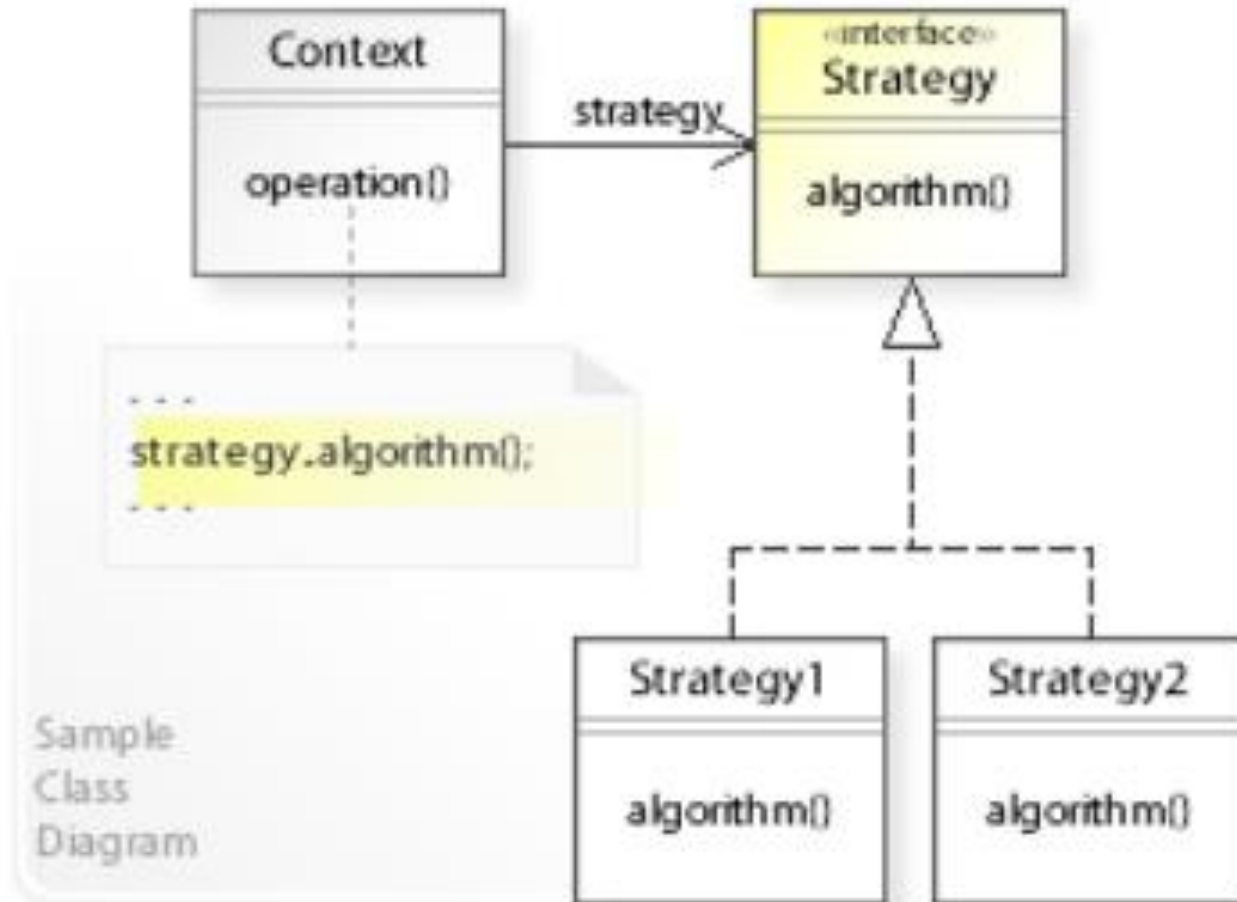 Context
operation()
strategy
«interface»
Strategy
algorithm()
- - -
strategy.algorithm();
- - -
Strategy1
algorithm()
Strategy2
algorithm()
Sample
Class
Diagram